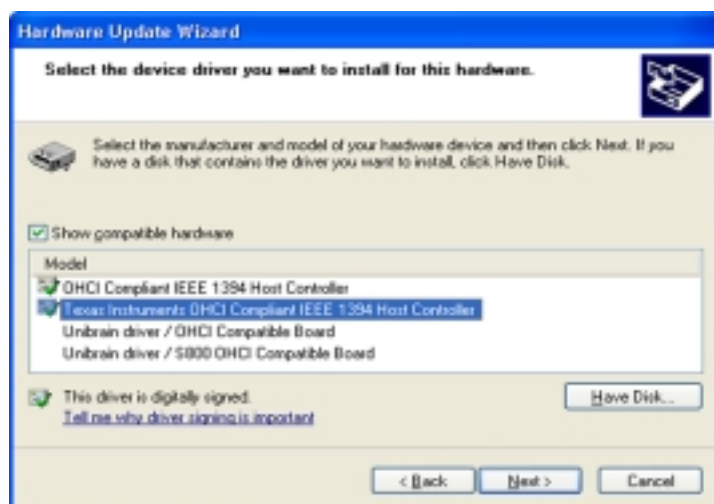 Hardware Update Wizard
Select the device driver you want to install for this hardware.
Select the manufacturer and model of your hardware device and then click Next. If you
have a disk that contains the driver you want to install, click Have Disk.
Show compatible hardware
Model
OHCI Compliant IEEE 1394 Host Controller
Texas Instruments OHCI Compliant IEEE 1394 Host Controller
Unibrain driver / OHCI Compatible Board
Unibrain driver / S800 OHCI Compatible Board
This driver is digitally signed.
Have Disk...
Tell me why driver signing is important
< Back Next > Cancel